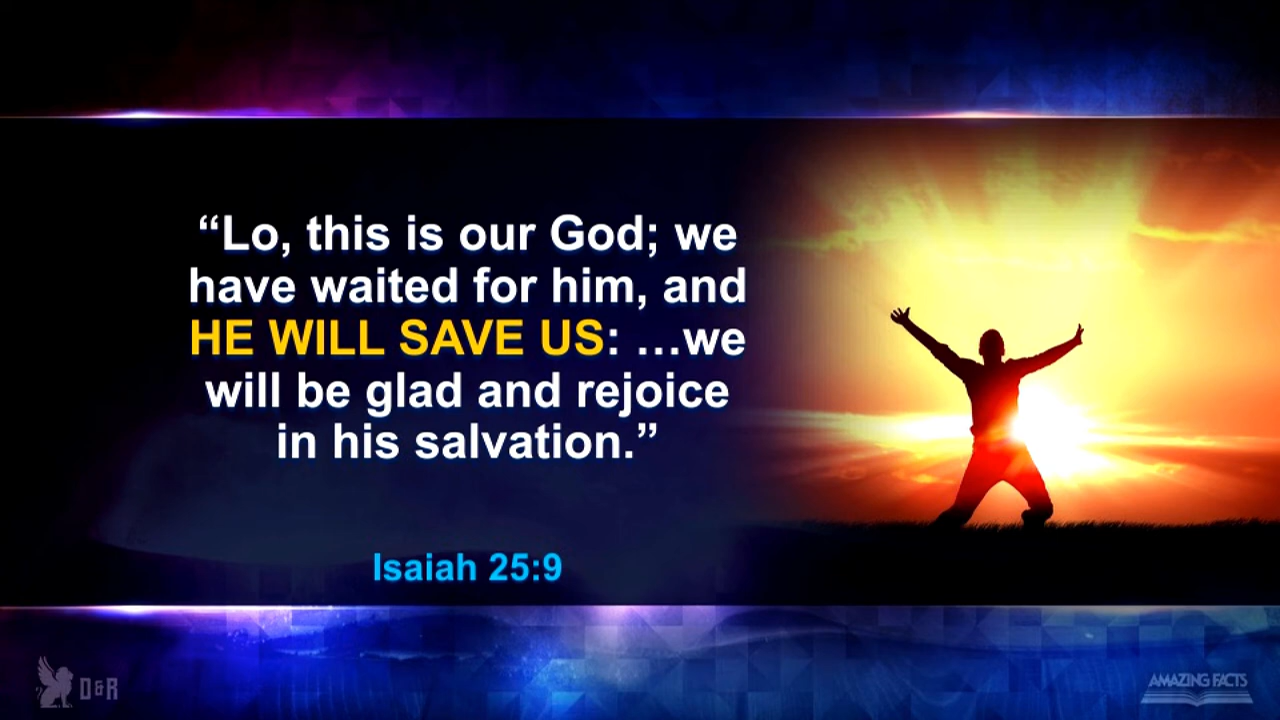 “Lo, this is our God; we
have waited for him, and
HE WILL SAVE US: …we
will be glad and rejoice
in his salvation.”
Isaiah 25:9
D&R
AMAZING FACTS